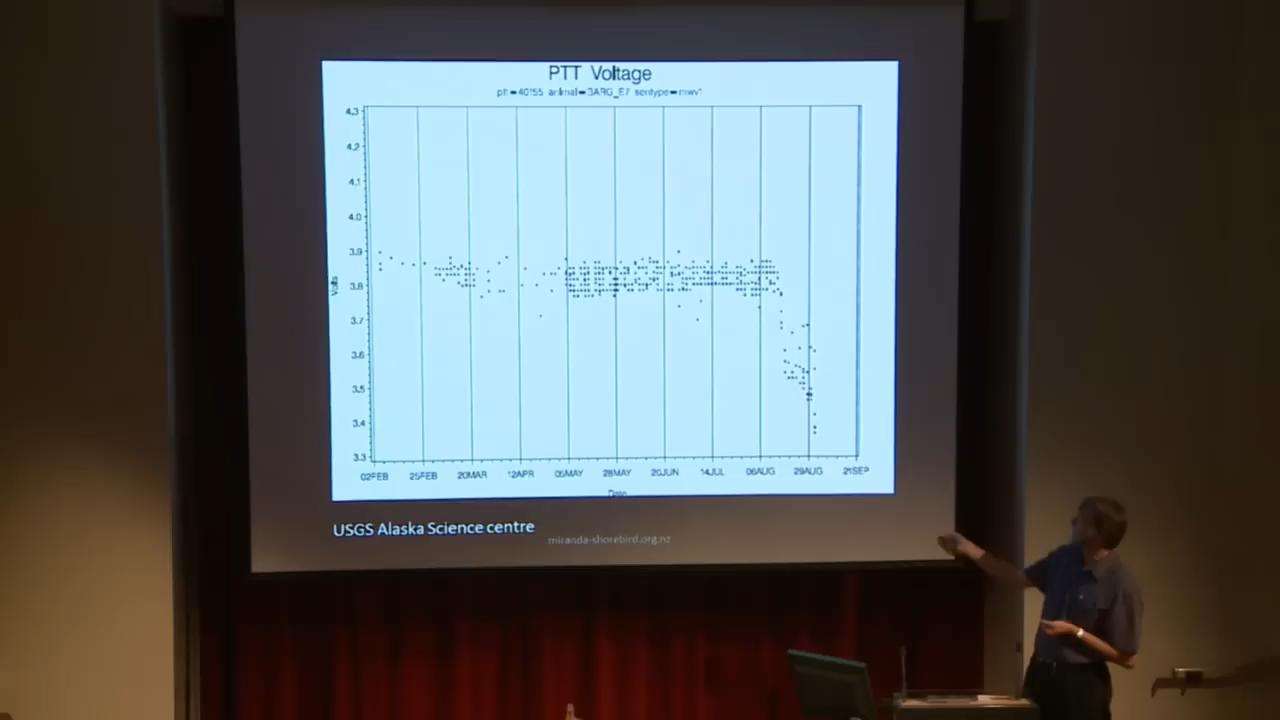 PTT Voltage
ptt=40155 animal=BARG_E7 sentype=mwv1
4.3
4.2
4.1
4.0
3.9
3.8
3.7
3.6
3.5
3.4
3.3
Volts
02FEB 25FEB 20MAR 12APR 05MAY 28MAY 20JUN 14JUL 06AUG 29AUG 21SEP
Date
USGS Alaska Science centre
miranda-shorebird.org.nz